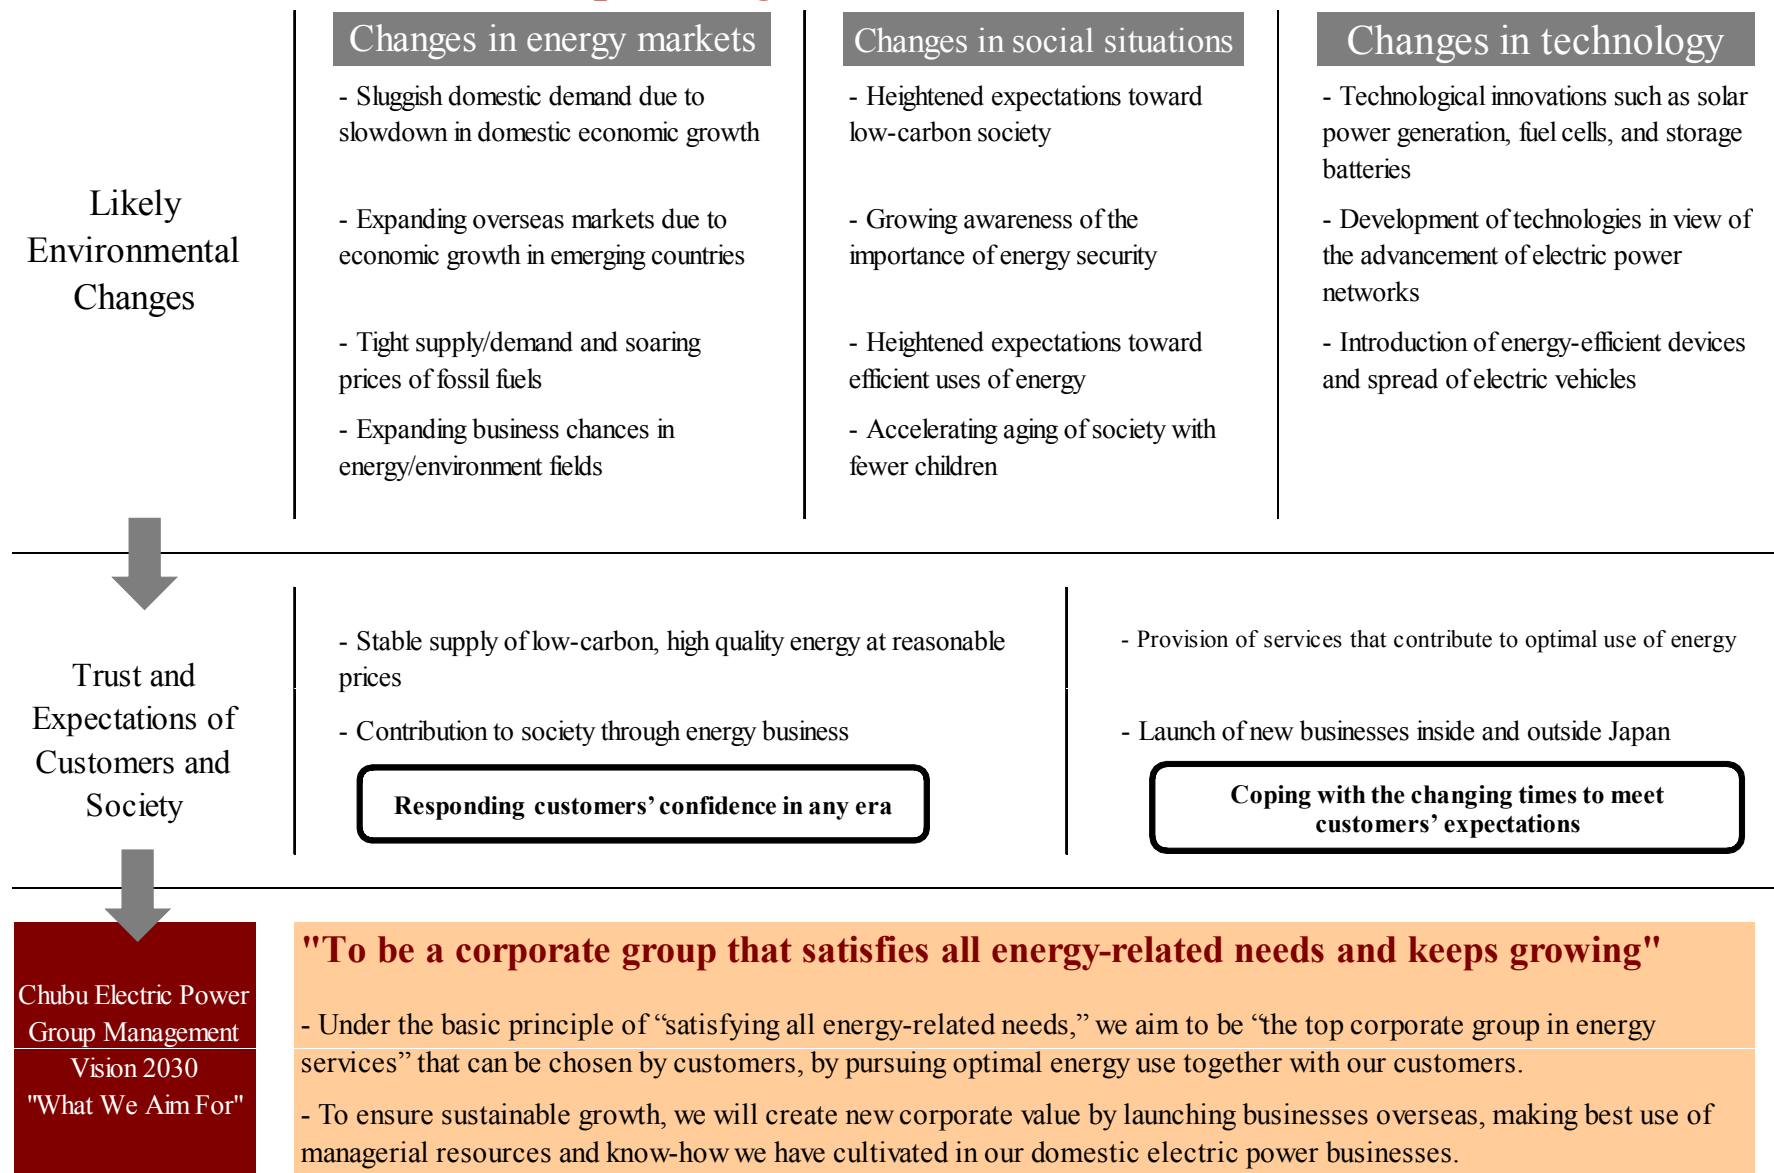 Changes in energy markets
Changes in social situations
Changes in technology
Likely
Environmental
Changes
- Sluggish domestic demand due to
slowdown in domestic economic growth
- Expanding overseas markets due to
economic growth in emerging countries
- Tight supply/demand and soaring
prices of fossil fuels
- Expanding business chances in
energy/environment fields
- Heightened expectations toward
low-carbon society
- Growing awareness of the
importance of energy security
- Heightened expectations toward
efficient uses of energy
- Accelerating aging of society with
fewer children
- Technological innovations such as solar
power generation, fuel cells, and storage
batteries
- Development of technologies in view of
the advancement of electric power
networks
- Introduction of energy-efficient devices
and spread of electric vehicles
Trust and
Expectations of
Customers and
Society
- Stable supply of low-carbon, high quality energy at reasonable
prices
- Contribution to society through energy business
Responding customers’ confidence in any era
- Provision of services that contribute to optimal use of energy
- Launch of new businesses inside and outside Japan
Coping with the changing times to meet
customers’ expectations
Chubu Electric Power
Group Management
Vision 2030
"What We Aim For"
"To be a corporate group that satisfies all energy-related needs and keeps growing"
- Under the basic principle of “satisfying all energy-related needs,” we aim to be “the top corporate group in energy
services” that can be chosen by customers, by pursuing optimal energy use together with our customers.
- To ensure sustainable growth, we will create new corporate value by launching businesses overseas, making best use of
managerial resources and know-how we have cultivated in our domestic electric power businesses.